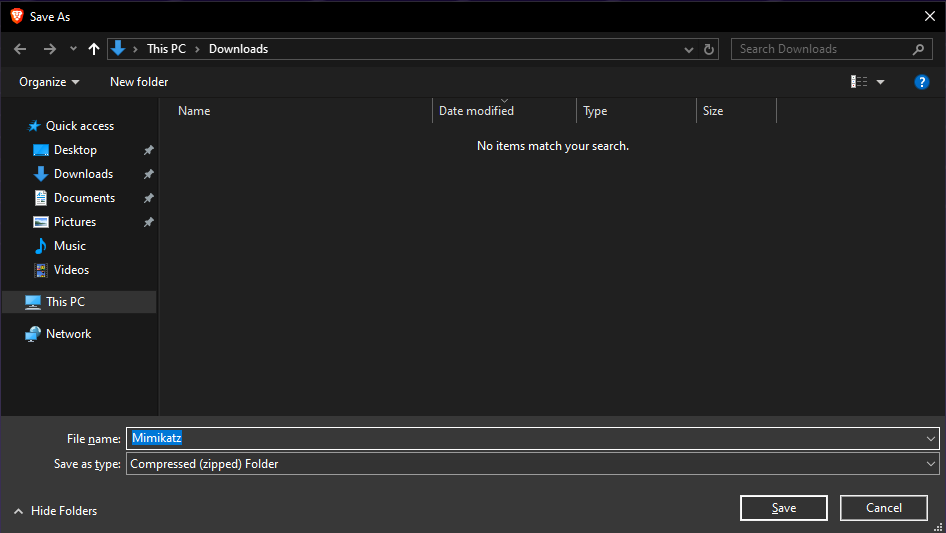 Save As
This PC
Downloads
Search Downloads
Organize
New folder
?
Name
Date modified
Type
Size
No items match your search.
Quick access
Desktop
Downloads
Documents
Pictures
Music
Videos
This PC
Network
File name:
Mimikatz
Save as type:
Compressed (zipped) Folder
Hide Folders
Save
Cancel